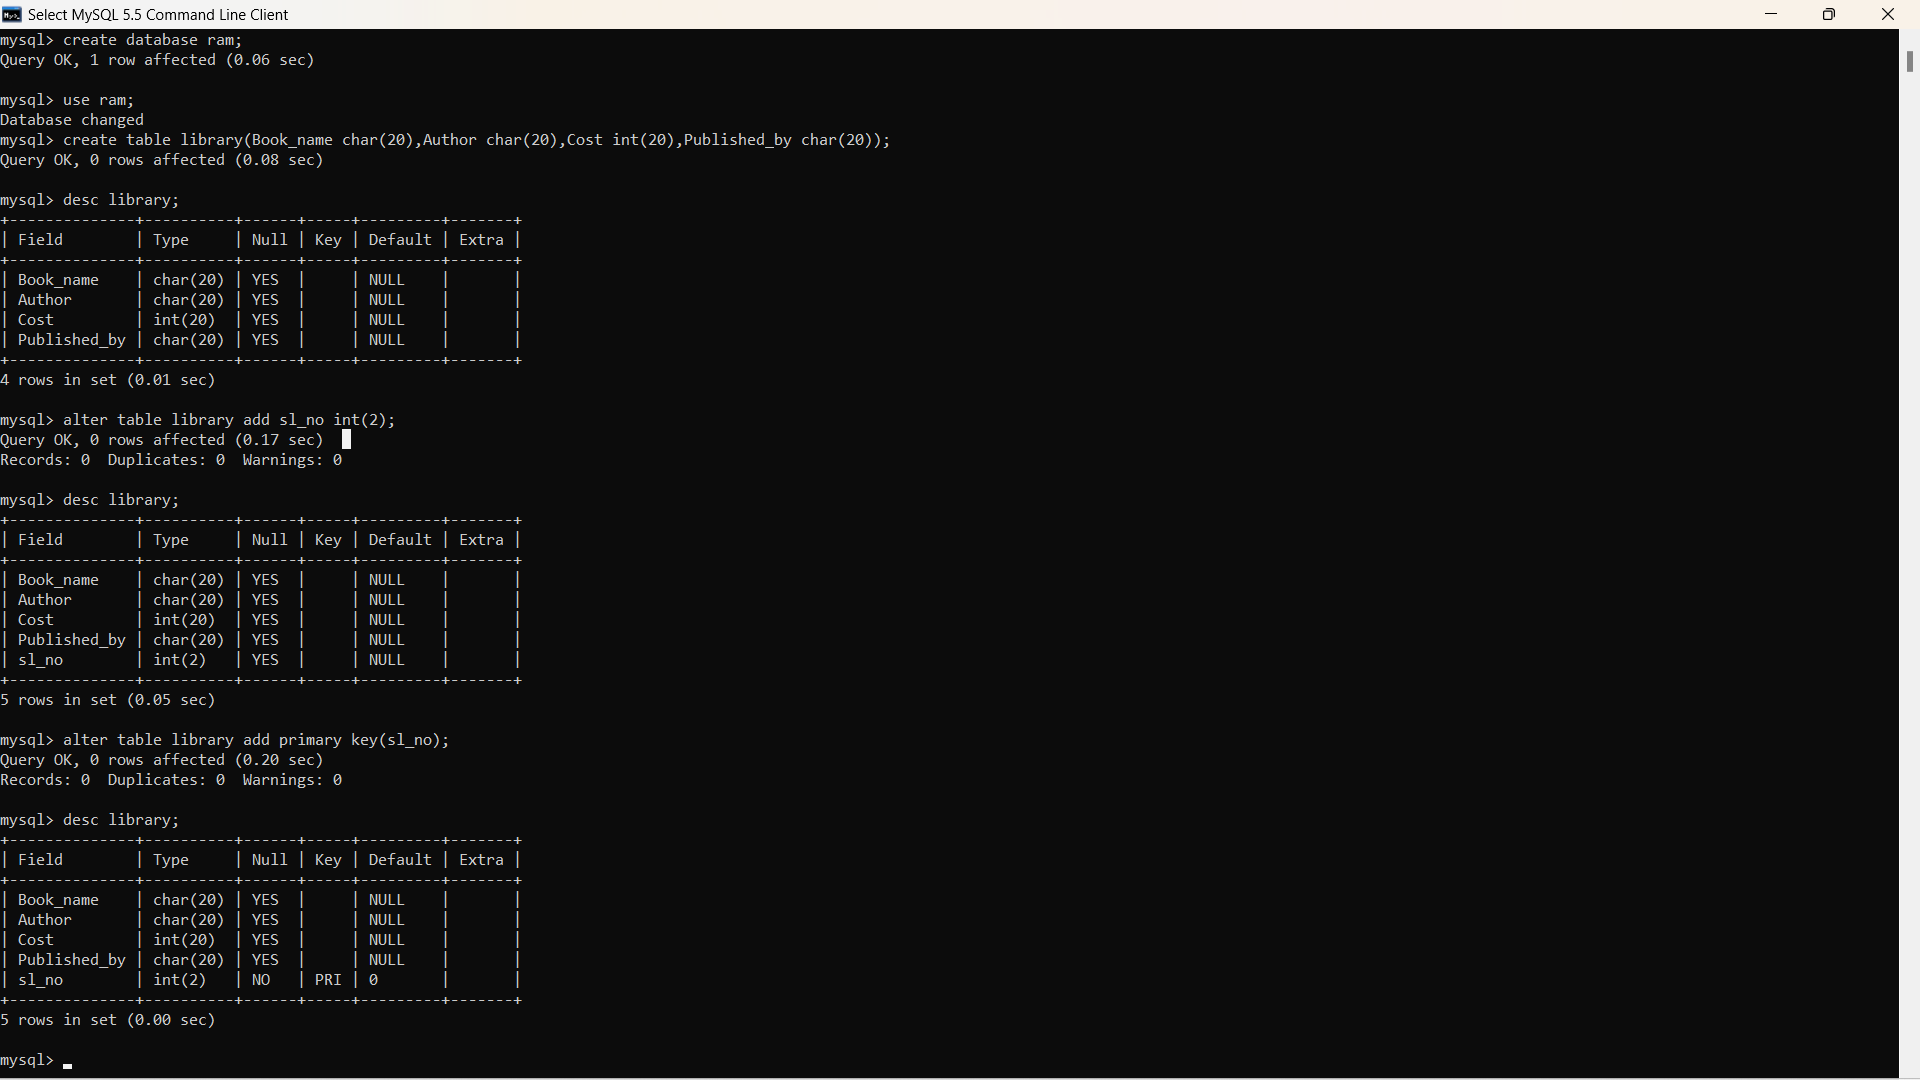 Select MySQL 5.5 Command Line Client
mysql> create database ram;
Query OK, 1 row affected (0.06 sec)

mysql> use ram;
Database changed
mysql> create table library(Book_name char(20),Author char(20),Cost int(20),Published_by char(20));
Query OK, 0 rows affected (0.08 sec)

mysql> desc library;
+--------------+----------+------+-----+---------+-------+
| Field        | Type     | Null | Key | Default | Extra |
+--------------+----------+------+-----+---------+-------+
| Book_name    | char(20) | YES  |     | NULL    |       |
| Author       | char(20) | YES  |     | NULL    |       |
| Cost         | int(20)  | YES  |     | NULL    |       |
| Published_by | char(20) | YES  |     | NULL    |       |
+--------------+----------+------+-----+---------+-------+
4 rows in set (0.01 sec)

mysql> alter table library add sl_no int(2);
Query OK, 0 rows affected (0.17 sec)
Records: 0  Duplicates: 0  Warnings: 0

mysql> desc library;
+--------------+----------+------+-----+---------+-------+
| Field        | Type     | Null | Key | Default | Extra |
+--------------+----------+------+-----+---------+-------+
| Book_name    | char(20) | YES  |     | NULL    |       |
| Author       | char(20) | YES  |     | NULL    |       |
| Cost         | int(20)  | YES  |     | NULL    |       |
| Published_by | char(20) | YES  |     | NULL    |       |
| sl_no        | int(2)   | YES  |     | NULL    |       |
+--------------+----------+------+-----+---------+-------+
5 rows in set (0.05 sec)

mysql> alter table library add primary key(sl_no);
Query OK, 0 rows affected (0.20 sec)
Records: 0  Duplicates: 0  Warnings: 0

mysql> desc library;
+--------------+----------+------+-----+---------+-------+
| Field        | Type     | Null | Key | Default | Extra |
+--------------+----------+------+-----+---------+-------+
| Book_name    | char(20) | YES  |     | NULL    |       |
| Author       | char(20) | YES  |     | NULL    |       |
| Cost         | int(20)  | YES  |     | NULL    |       |
| Published_by | char(20) | YES  |     | NULL    |       |
| sl_no        | int(2)   | NO   | PRI | 0       |       |
+--------------+----------+------+-----+---------+-------+
5 rows in set (0.00 sec)

mysql>